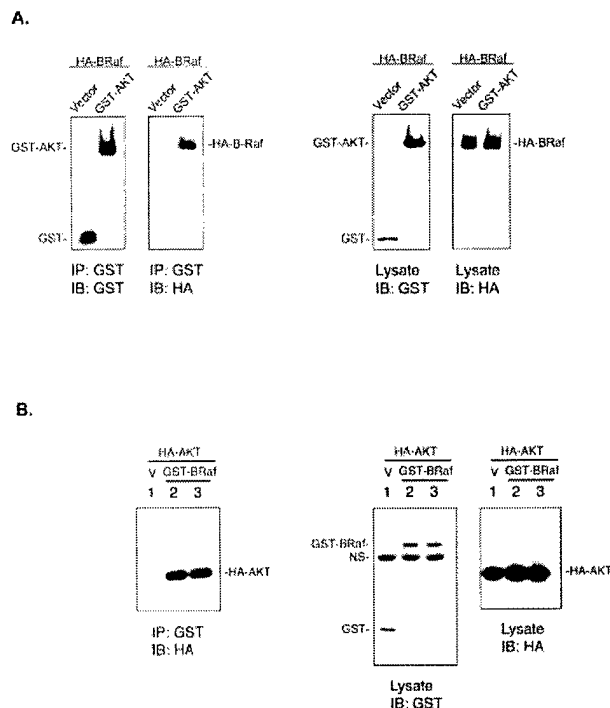 A.
HA-BRaf HA-BRaf HA-BRaf HA-BRaf
Vector GST-AKT Vector GST-AKT Vector GST-AKT Vector GST-AKT
GST-AKT- -HA-B-Raf GST-AKT- -HA-BRaf
GST- GST-
IP: GST IP: GST Lysate Lysate
IB: GST IB: HA IB: GST IB: HA
B.
HA-AKT HA-AKT HA-AKT
V GST-BRaf V GST-BRaf V GST-BRaf
1 2 3 1 2 3 1 2 3
GST-BRaf-
NS-
-HA-AKT -HA-AKT
GST-
IP: GST Lysate
IB: HA IB: HA
Lysate
IB: GST